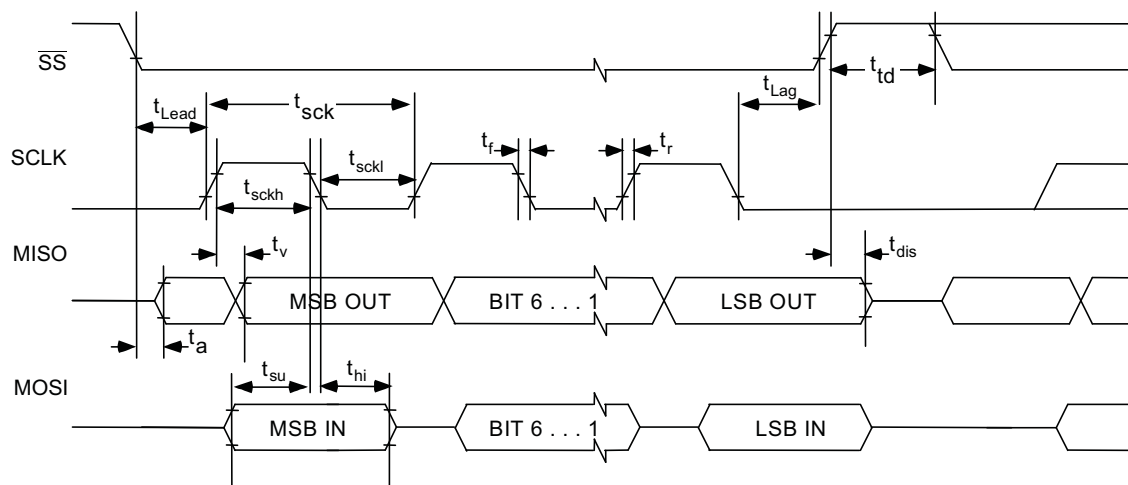 SS
t_td
t_Lag
t_Lead
t_sck
SCLK
t_f
t_r
t_sckl
t_sckh
MISO
t_v
t_dis
MSB OUT
BIT 6 . . . 1
LSB OUT
t_a
t_su
t_hi
MOSI
MSB IN
BIT 6 . . . 1
LSB IN